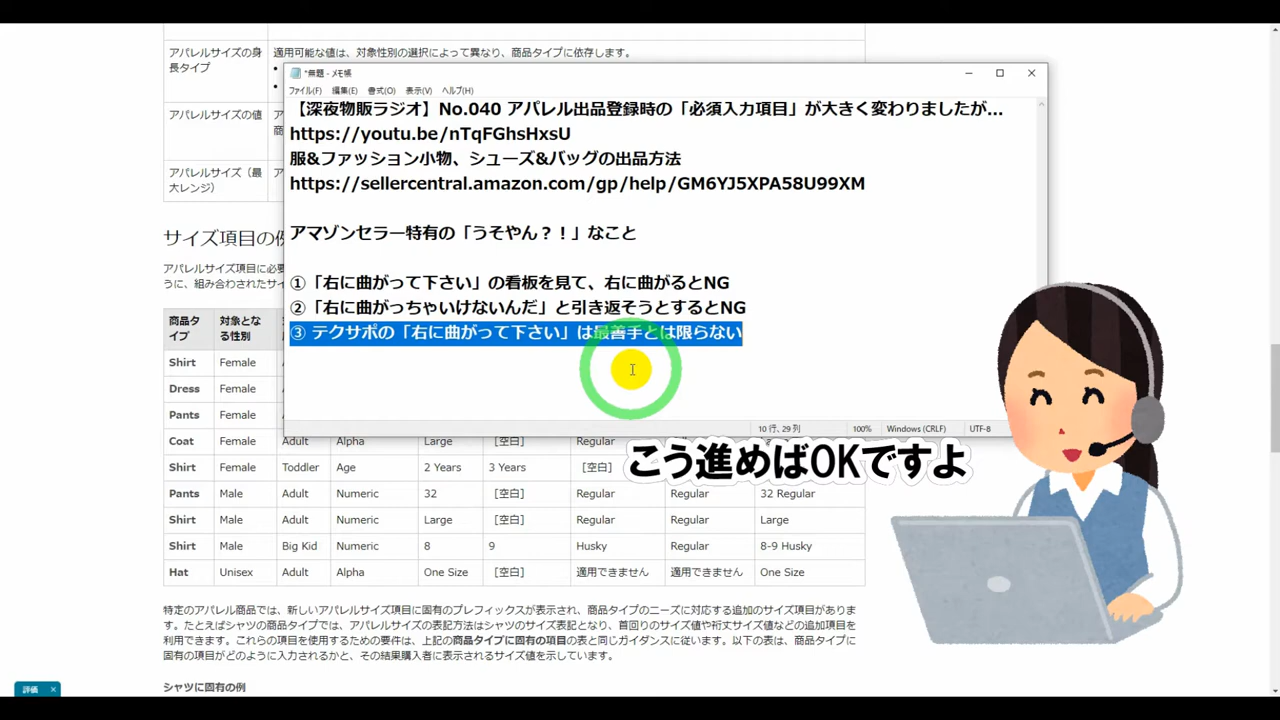 アパレルサイズの身
長タイプ
適用可能な値は、対象性別の選択によって異なり、商品タイプに依存します。
アパレルサイズの値
アパレルサイズ（最
大レンジ）
サイズ項目の
アパレルサイズ項目に必
うに、組み合わされたサイ
*無題 - メモ帳
ファイル(F) 編集(E) 書式(O) 表示(V) ヘルプ(H)
【深夜物販ラジオ】No.040 アパレル出品登録時の「必須入力項目」が大きく変わりましたが…
https://youtu.be/nTqFGhsHxsU
服&ファッション小物、シューズ&バッグの出品方法
https://sellercentral.amazon.com/gp/help/GM6YJ5XPA58U99XM
アマゾンセラー特有の「うそやん？！」なこと
①「右に曲がって下さい」の看板を見て、右に曲がるとNG
②「右に曲がっちゃいけないんだ」と引き返そうとするとNG
③ テクサポの「右に曲がって下さい」は最善手とは限らない
10 行、29 列 100% Windows (CRLF) UTF-8
こう進めばOKですよ
商品タ
イプ
対象とな
る性別
Shirt Female
Dress Female
Pants Female
Coat Female Adult Alpha Large [空白] Regular
Shirt Female Toddler Age 2 Years 3 Years [空白]
Pants Male Adult Numeric 32 [空白] Regular Regular 32 Regular
Shirt Male Adult Numeric Large [空白] Regular Regular Large
Shirt Male Big Kid Numeric 8 9 Husky Regular 8-9 Husky
Hat Unisex Adult Alpha One Size [空白] 適用できません 適用できません One Size
特定のアパレル商品では、新しいアパレルサイズ項目に固有のプレフィックスが表示され、商品タイプのニーズに対応する追加のサイズ項目がありま
す。たとえばシャツの商品タイプでは、アパレルサイズの表記方法はシャツのサイズ表記となり、首回りのサイズ値や裄丈サイズ値などの追加項目を
利用できます。これらの項目を使用するための要件は、上記の商品タイプに固有の項目の表と同じガイダンスに従います。以下の表は、商品タイプに
固有の項目がどのように入力されるかと、その結果購入者に表示されるサイズ値を示しています。
シャツに固有の例
評価 ×